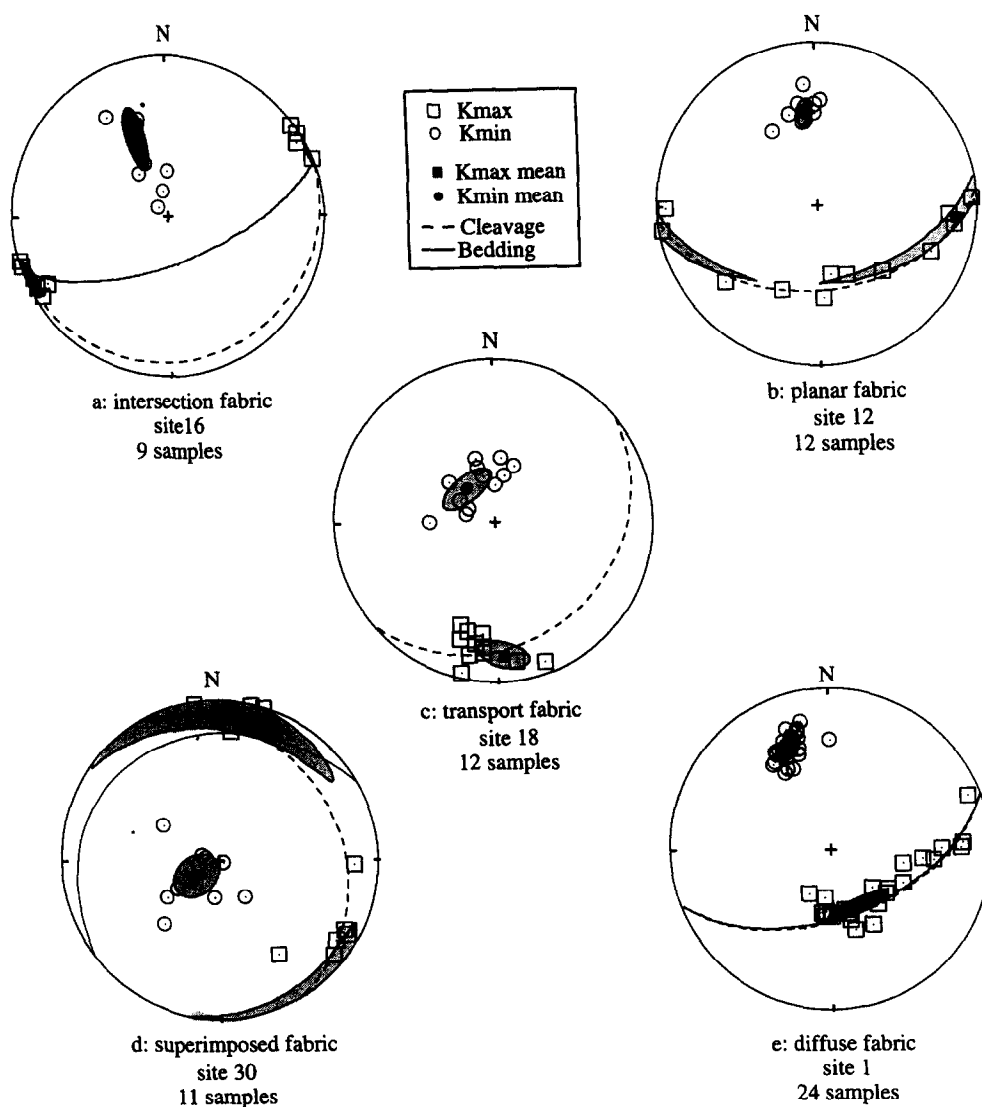 N
N
Kmax
Kmin
Kmax mean
Kmin mean
Cleavage
Bedding
a: intersection fabric
site16
9 samples
b: planar fabric
site 12
12 samples
N
c: transport fabric
site 18
12 samples
N
N
d: superimposed fabric
site 30
11 samples
e: diffuse fabric
site 1
24 samples